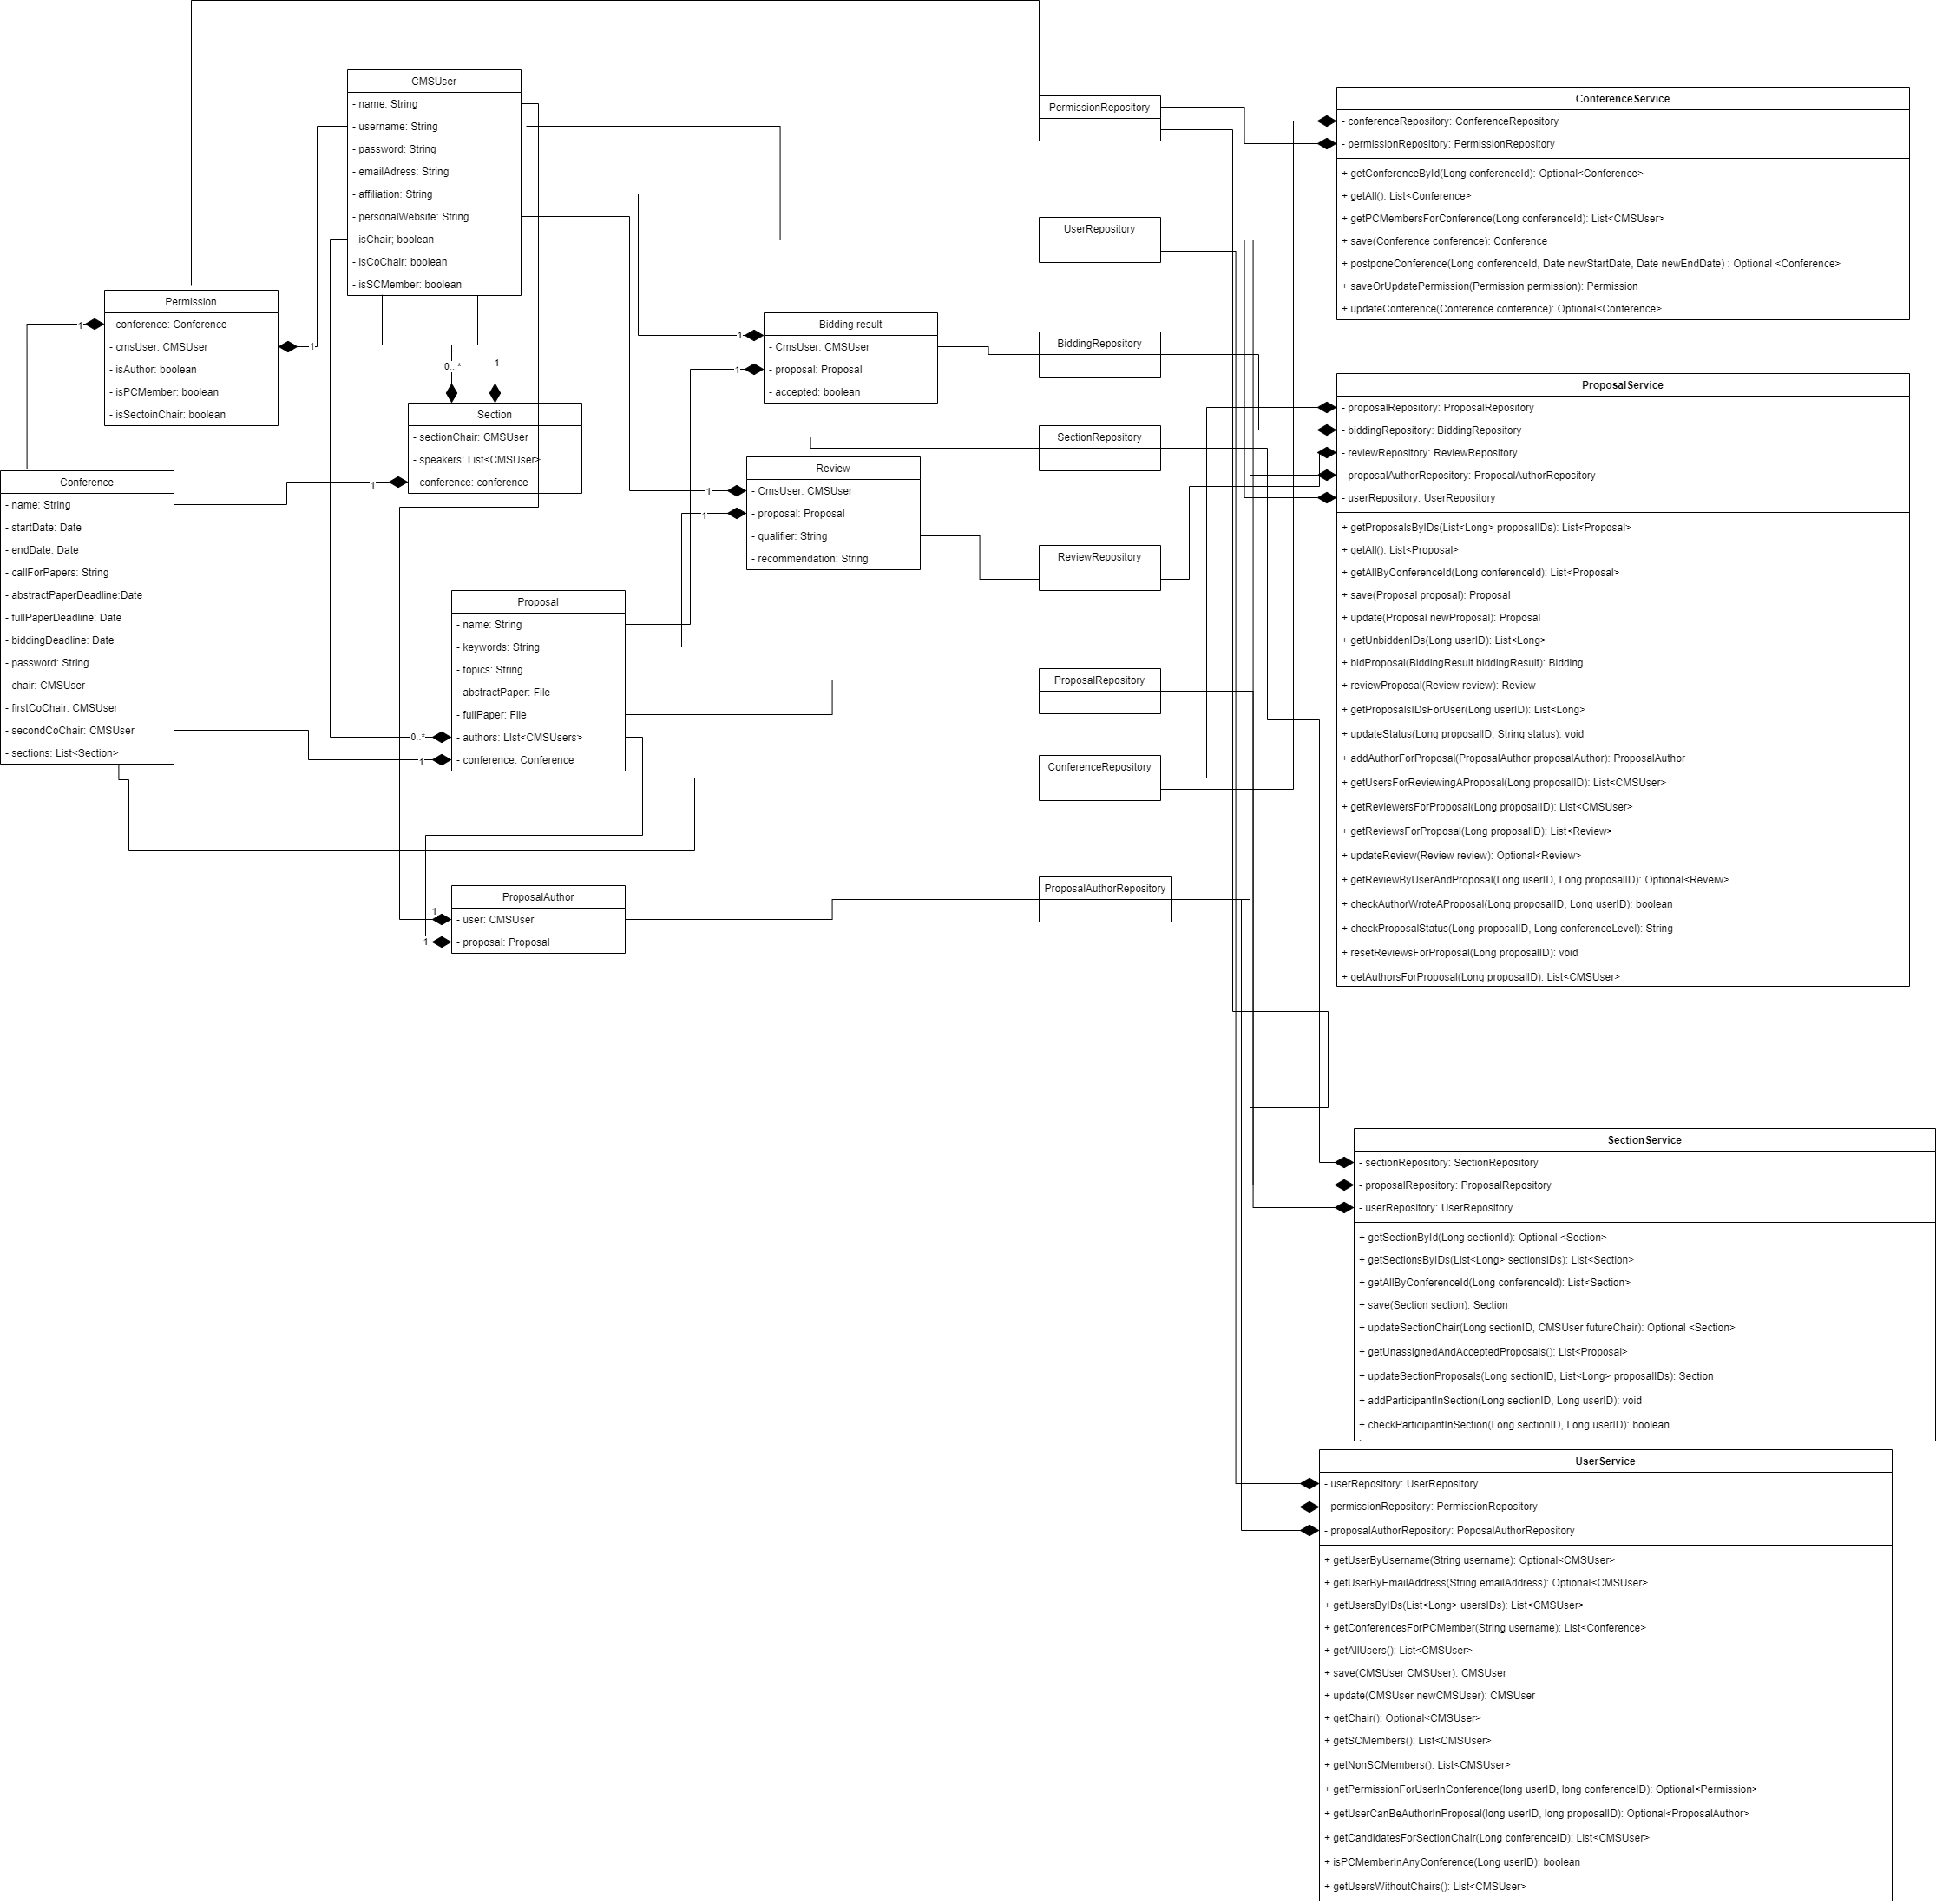 CMSUser
- name: String
- username: String
- password: String
- emailAdress: String
- affiliation: String
- personalWebsite: String
- isChair; boolean
- isCoChair: boolean
- isSCMember: boolean
Permission
- conference: Conference
- cmsUser: CMSUser
- isAuthor: boolean
- isPCMember: boolean
- isSectoinChair: boolean
1
1
0...*
1
Section
- sectionChair: CMSUser
- speakers: List<CMSUser>
- conference: conference
1
Conference
- name: String
- startDate: Date
- endDate: Date
- callForPapers: String
- abstractPaperDeadline:Date
- fullPaperDeadline: Date
- biddingDeadline: Date
- password: String
- chair: CMSUser
- firstCoChair: CMSUser
- secondCoChair: CMSUser
- sections: List<Section>
Bidding result
- CmsUser: CMSUser
- proposal: Proposal
- accepted: boolean
1
1
Review
- CmsUser: CMSUser
- proposal: Proposal
- qualifier: String
- recommendation: String
1
1
Proposal
- name: String
- keywords: String
- topics: String
- abstractPaper: File
- fullPaper: File
- authors: LIst<CMSUsers>
- conference: Conference
0..*
1
ProposalAuthor
- user: CMSUser
- proposal: Proposal
1
1
PermissionRepository
UserRepository
BiddingRepository
SectionRepository
ReviewRepository
ProposalRepository
ConferenceRepository
ProposalAuthorRepository
ConferenceService
- conferenceRepository: ConferenceRepository
- permissionRepository: PermissionRepository
+ getConferenceById(Long conferenceId): Optional<Conference>
+ getAll(): List<Conference>
+ getPCMembersForConference(Long conferenceId): List<CMSUser>
+ save(Conference conference): Conference
+ postponeConference(Long conferenceId, Date newStartDate, Date newEndDate) : Optional <Conference>
+ saveOrUpdatePermission(Permission permission): Permission
+ updateConference(Conference conference): Optional<Conference>
ProposalService
- proposalRepository: ProposalRepository
- biddingRepository: BiddingRepository
- reviewRepository: ReviewRepository
- proposalAuthorRepository: ProposalAuthorRepository
- userRepository: UserRepository
+ getProposalsByIDs(List<Long> proposalIDs): List<Proposal>
+ getAll(): List<Proposal>
+ getAllByConferenceId(Long conferenceId): List<Proposal>
+ save(Proposal proposal): Proposal
+ update(Proposal newProposal): Proposal
+ getUnbiddenIDs(Long userID): List<Long>
+ bidProposal(BiddingResult biddingResult): Bidding
+ reviewProposal(Review review): Review
+ getProposalsIDsForUser(Long userID): List<Long>
+ updateStatus(Long proposalID, String status): void
+ addAuthorForProposal(ProposalAuthor proposalAuthor): ProposalAuthor
+ getUsersForReviewingAProposal(Long proposalID): List<CMSUser>
+ getReviewersForProposal(Long proposalID): List<CMSUser>
+ getReviewsForProposal(Long proposalID): List<Review>
+ updateReview(Review review): Optional<Review>
+ getReviewByUserAndProposal(Long userID, Long proposalID): Optional<Reveiw>
+ checkAuthorWroteAProposal(Long proposalID, Long userID): boolean
+ checkProposalStatus(Long proposalID, Long conferenceLevel): String
+ resetReviewsForProposal(Long proposalID): void
+ getAuthorsForProposal(Long proposalID): List<CMSUser>
SectionService
- sectionRepository: SectionRepository
- proposalRepository: ProposalRepository
- userRepository: UserRepository
+ getSectionById(Long sectionId): Optional <Section>
+ getSectionsByIDs(List<Long> sectionsIDs): List<Section>
+ getAllByConferenceId(Long conferenceId): List<Section>
+ save(Section section): Section
+ updateSectionChair(Long sectionID, CMSUser futureChair): Optional <Section>
+ getUnassignedAndAcceptedProposals(): List<Proposal>
+ updateSectionProposals(Long sectionID, List<Long> proposalIDs): Section
+ addParticipantInSection(Long sectionID, Long userID): void
+ checkParticipantInSection(Long sectionID, Long userID): boolean
UserService
- userRepository: UserRepository
- permissionRepository: PermissionRepository
- proposalAuthorRepository: PoposalAuthorRepository
+ getUserByUsername(String username): Optional<CMSUser>
+ getUserByEmailAddress(String emailAddress): Optional<CMSUser>
+ getUsersByIDs(List<Long> usersIDs): List<CMSUser>
+ getConferencesForPCMember(String username): List<Conference>
+ getAllUsers(): List<CMSUser>
+ save(CMSUser CMSUser): CMSUser
+ update(CMSUser newCMSUser): CMSUser
+ getChair(): Optional<CMSUser>
+ getSCMembers(): List<CMSUser>
+ getNonSCMembers(): List<CMSUser>
+ getPermissionForUserInConference(long userID, long conferenceID): Optional<Permission>
+ getUserCanBeAuthorInProposal(long userID, long proposalID): Optional<ProposalAuthor>
+ getCandidatesForSectionChair(Long conferenceID): List<CMSUser>
+ isPCMemberInAnyConference(Long userID): boolean
+ getUsersWithoutChairs(): List<CMSUser>